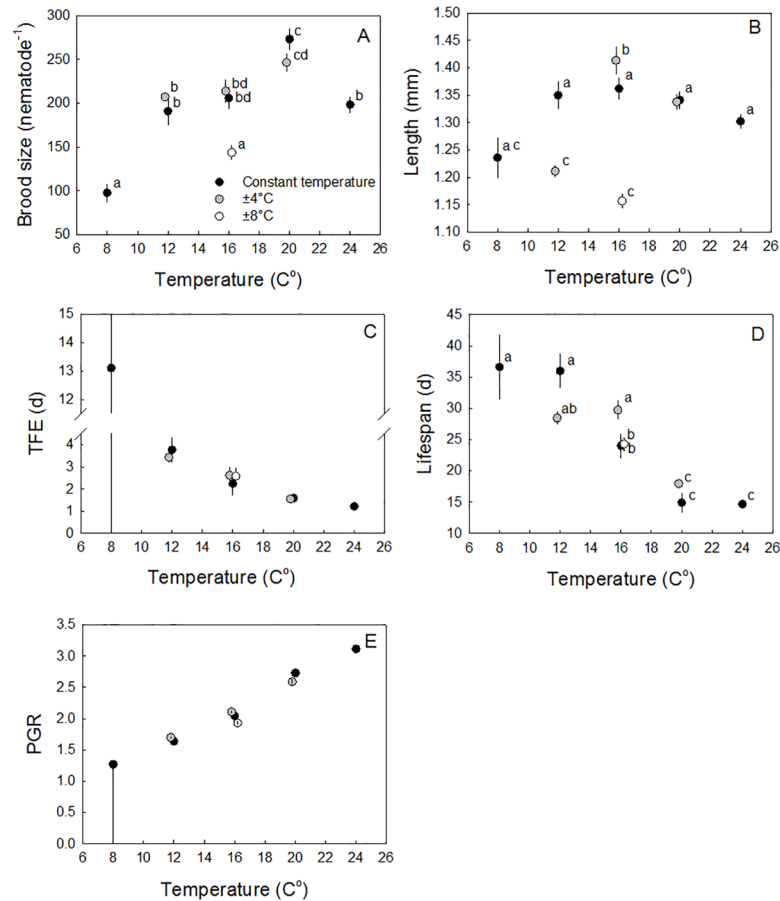 A
Brood size (nematode⁻¹)
300
250
200
150
100
50
a
b
b
bd
bd
a
c
cd
b
Constant temperature
±4°C
±8°C
6 8 10 12 14 16 18 20 22 24 26
Temperature (Cº)
B
Length (mm)
1.45
1.40
1.35
1.30
1.25
1.20
1.15
1.10
a c
a
c
b
a
c
a
a
6 8 10 12 14 16 18 20 22 24 26
Temperature (Cº)
C
TFE (d)
15
14
13
12
4
2
0
6 8 10 12 14 16 18 20 22 24 26
Temperature (Cº)
D
Lifespan (d)
45
40
35
30
25
20
15
10
a
a
ab
a
b
b
c
c
c
6 8 10 12 14 16 18 20 22 24 26
Temperature (Cº)
E
PGR
3.5
3.0
2.5
2.0
1.5
1.0
0.5
0.0
6 8 10 12 14 16 18 20 22 24 26
Temperature (Cº)